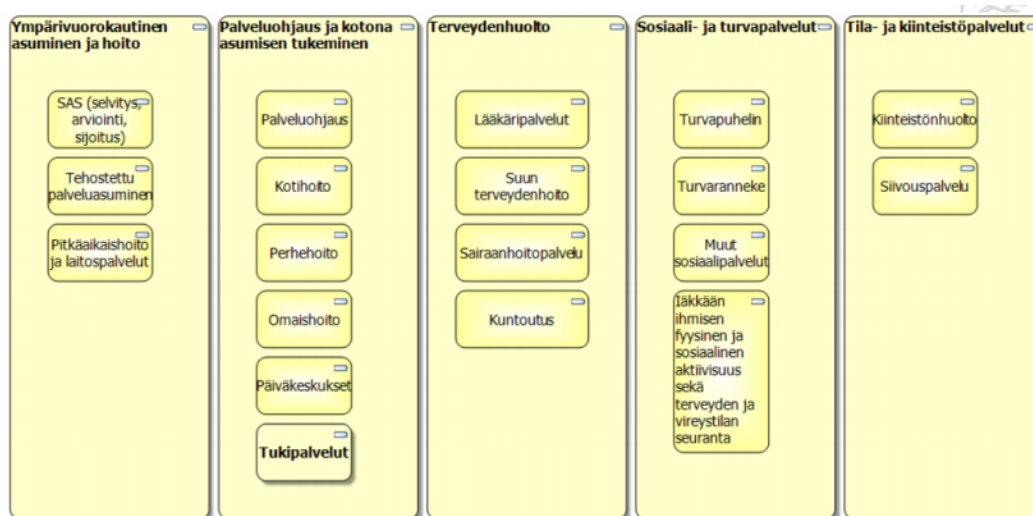 Ympärivuorokautinen
asuminen ja hoito
SAS (selvitys,
arviointi,
sijoitus)
Tehostettu
palveluasuminen
Pitkäaikaishoito
ja laitospalvelut
Palveluohjaus ja kotona
asumisen tukeminen
Palveluohjaus
Kotihoito
Perhehoito
Omaishoito
Päiväkeskukset
Tukipalvelut
Terveydenhuolto
Lääkäripalvelut
Suun
terveydenhoito
Sairaanhoitopalvelu
Kuntoutus
Sosiaali- ja turvapalvelut
Turvapuhelin
Turvaranneke
Muut
sosiaalipalvelut
Iäkkään
ihmisen
fyysinen ja
sosiaalinen
aktiivisuus
sekä
terveyden ja
vireystilan
seuranta
Tila- ja kiinteistöpalvelut
Kiinteistönhuolto
Siivouspalvelu